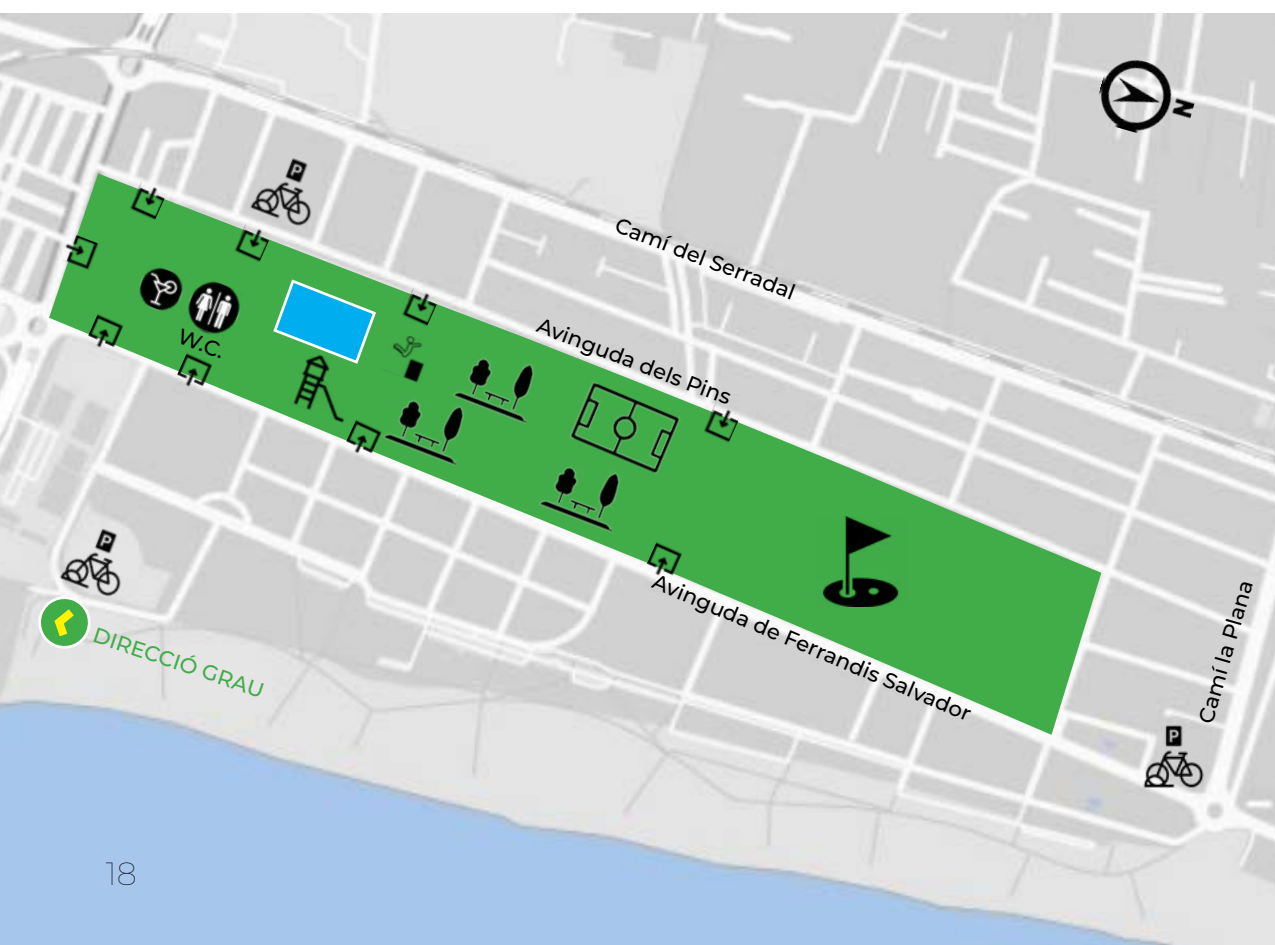 N
P
Camí del Serradal
Avinguda dels Pins
W.C.
P
DIRECCIÓ GRAU
Avinguda de Ferrandis Salvador
Camí la Plana
P
18